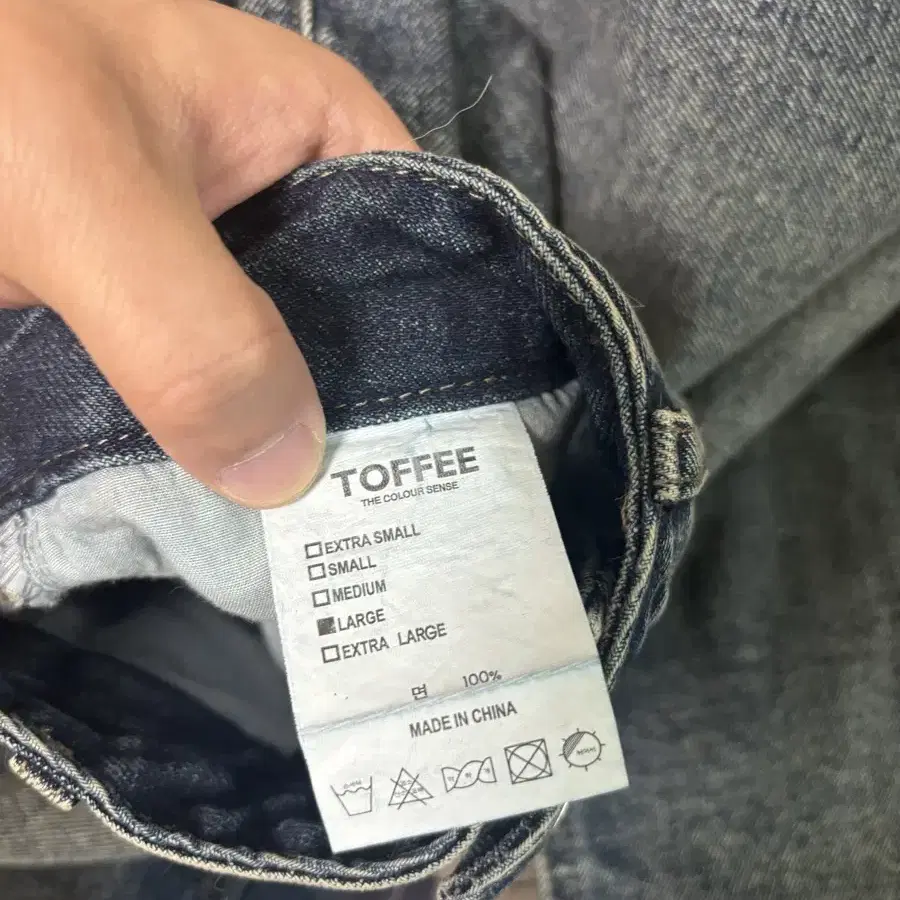 TOFFEE
THE COLOUR SENSE
EXTRA SMALL
SMALL
MEDIUM
LARGE
EXTRA LARGE
면 100%
MADE IN CHINA